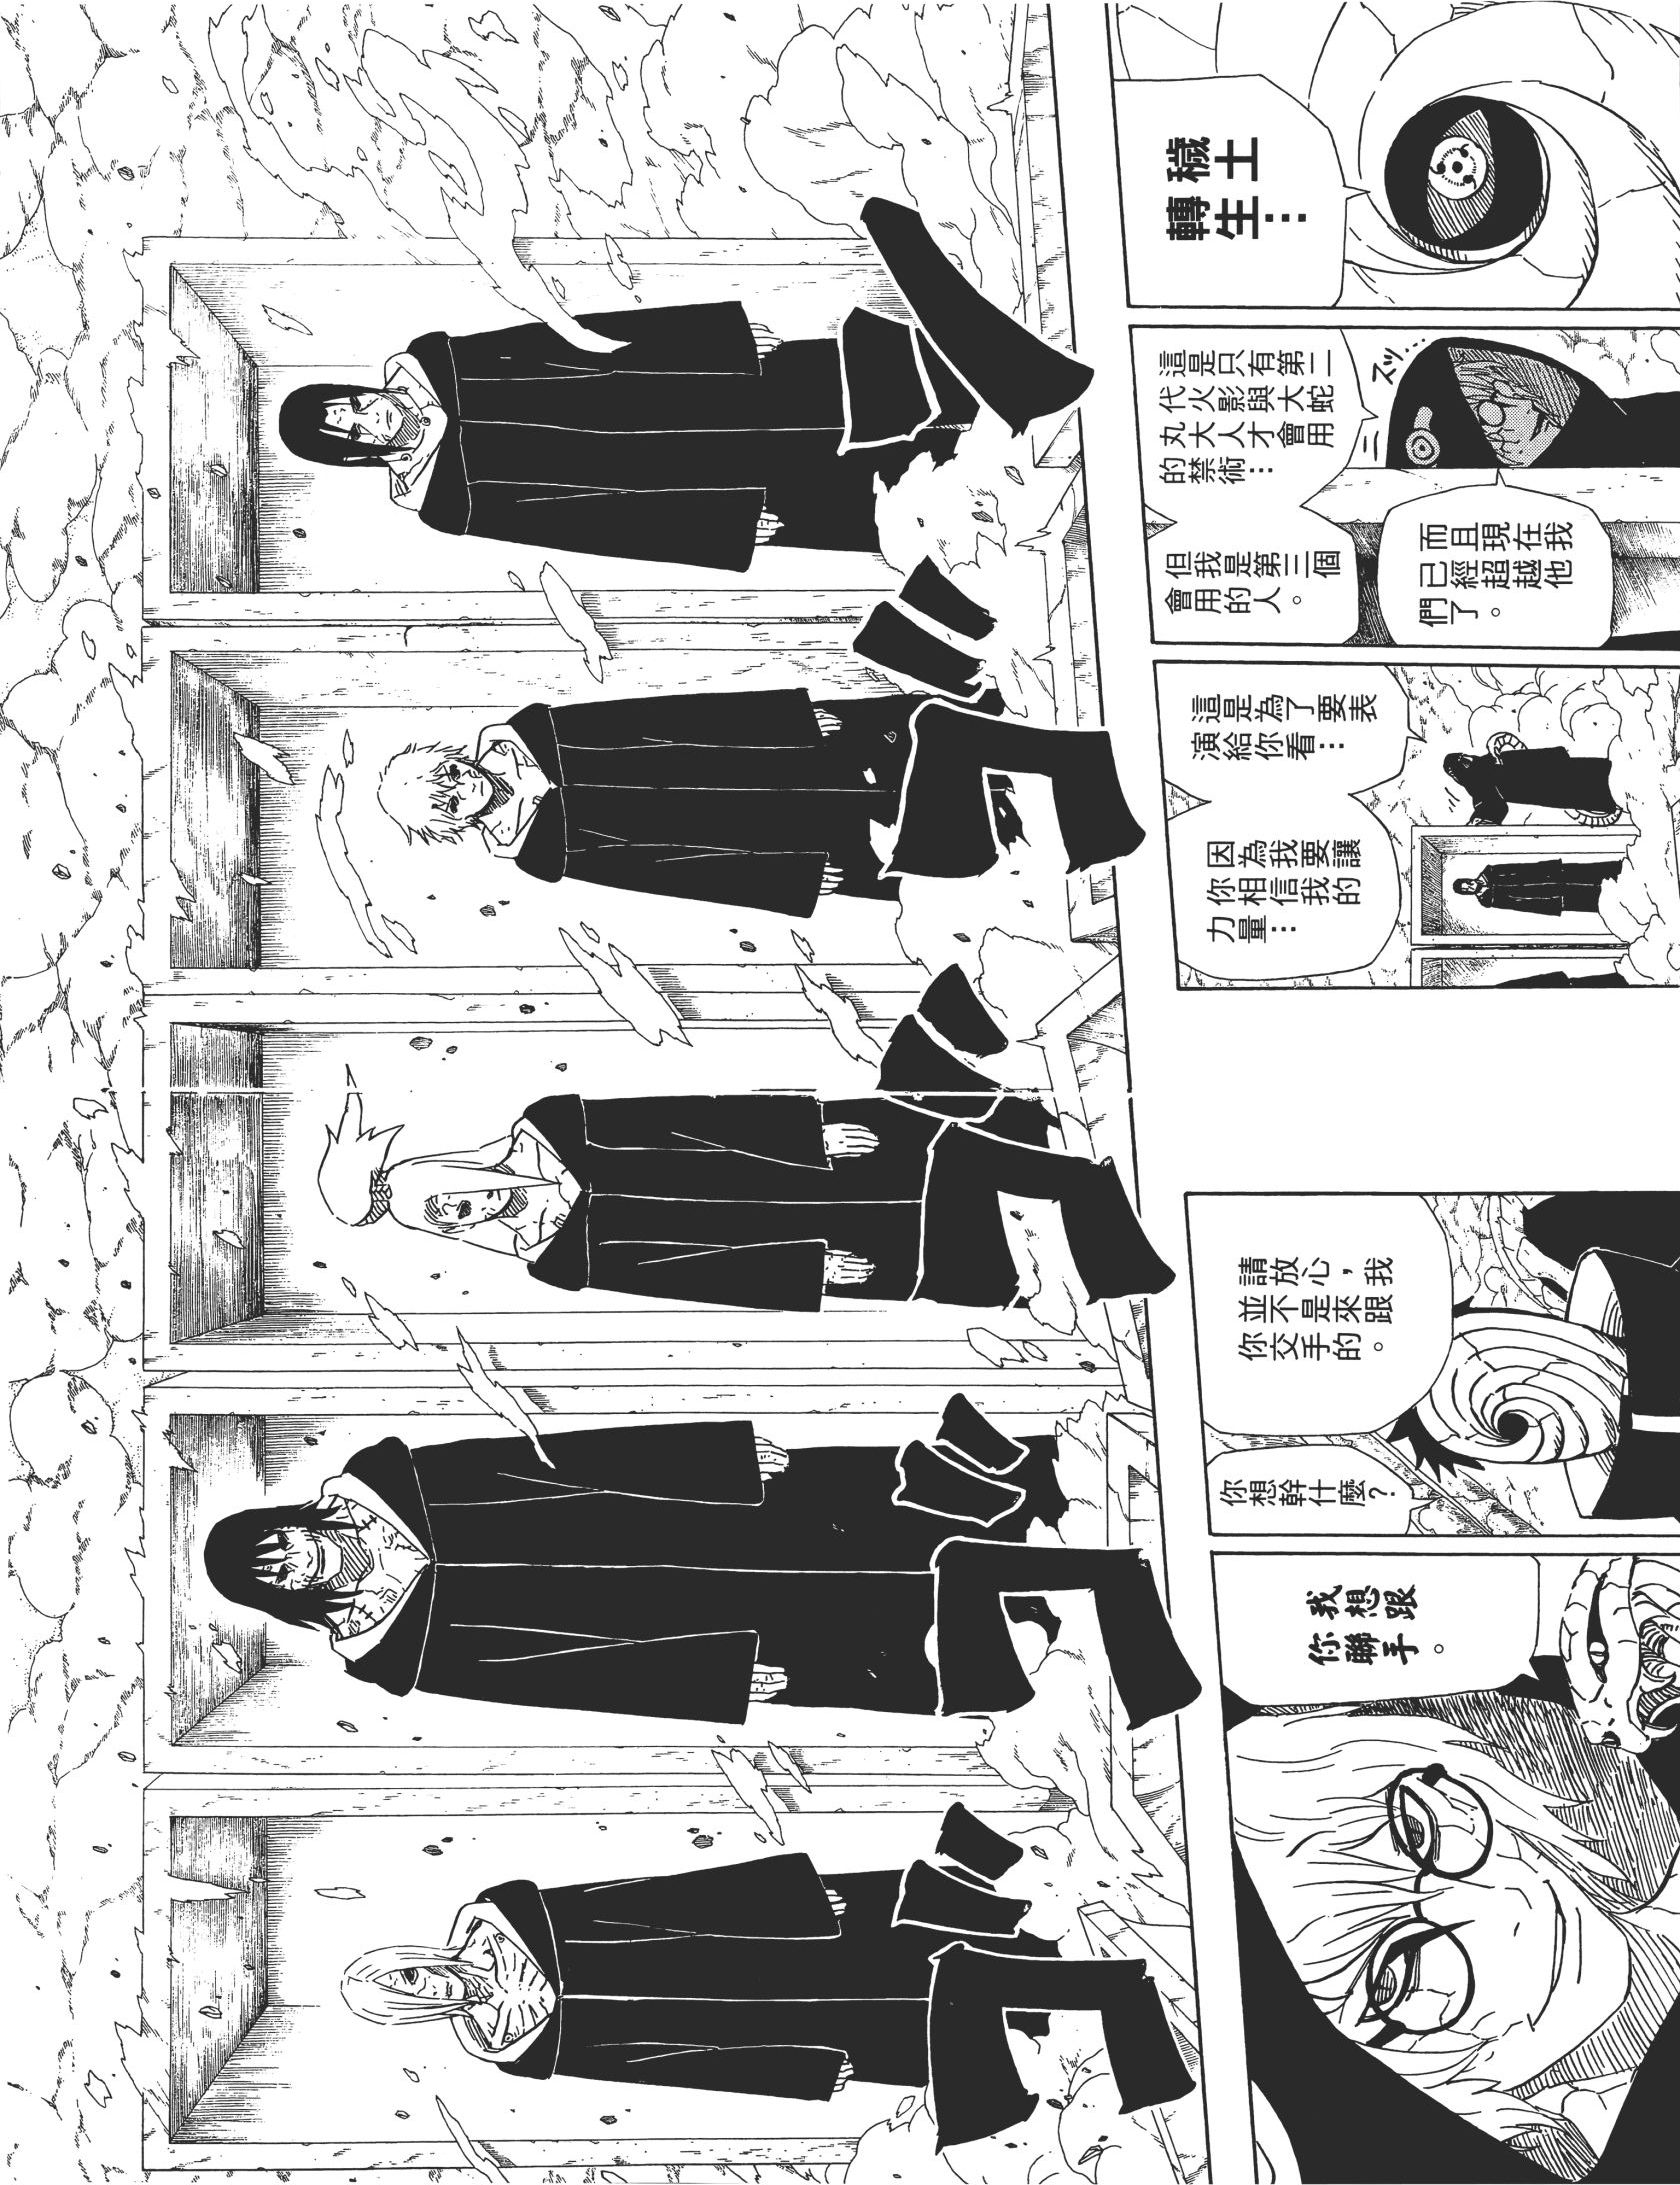 穢土
轉生…
スッ…
這是只有第二
代火影與大蛇
丸大人才會用
的禁術…
但我是第三個
會用的人。
而且現在我
已經超越他
們了。
這是為了要表
演給你看…
因為我要讓
你相信我的
力量…
請放心，我
並不是來跟
你交手的。
你想幹什麼？
我想跟
你聯手。
ゴゴゴゴ